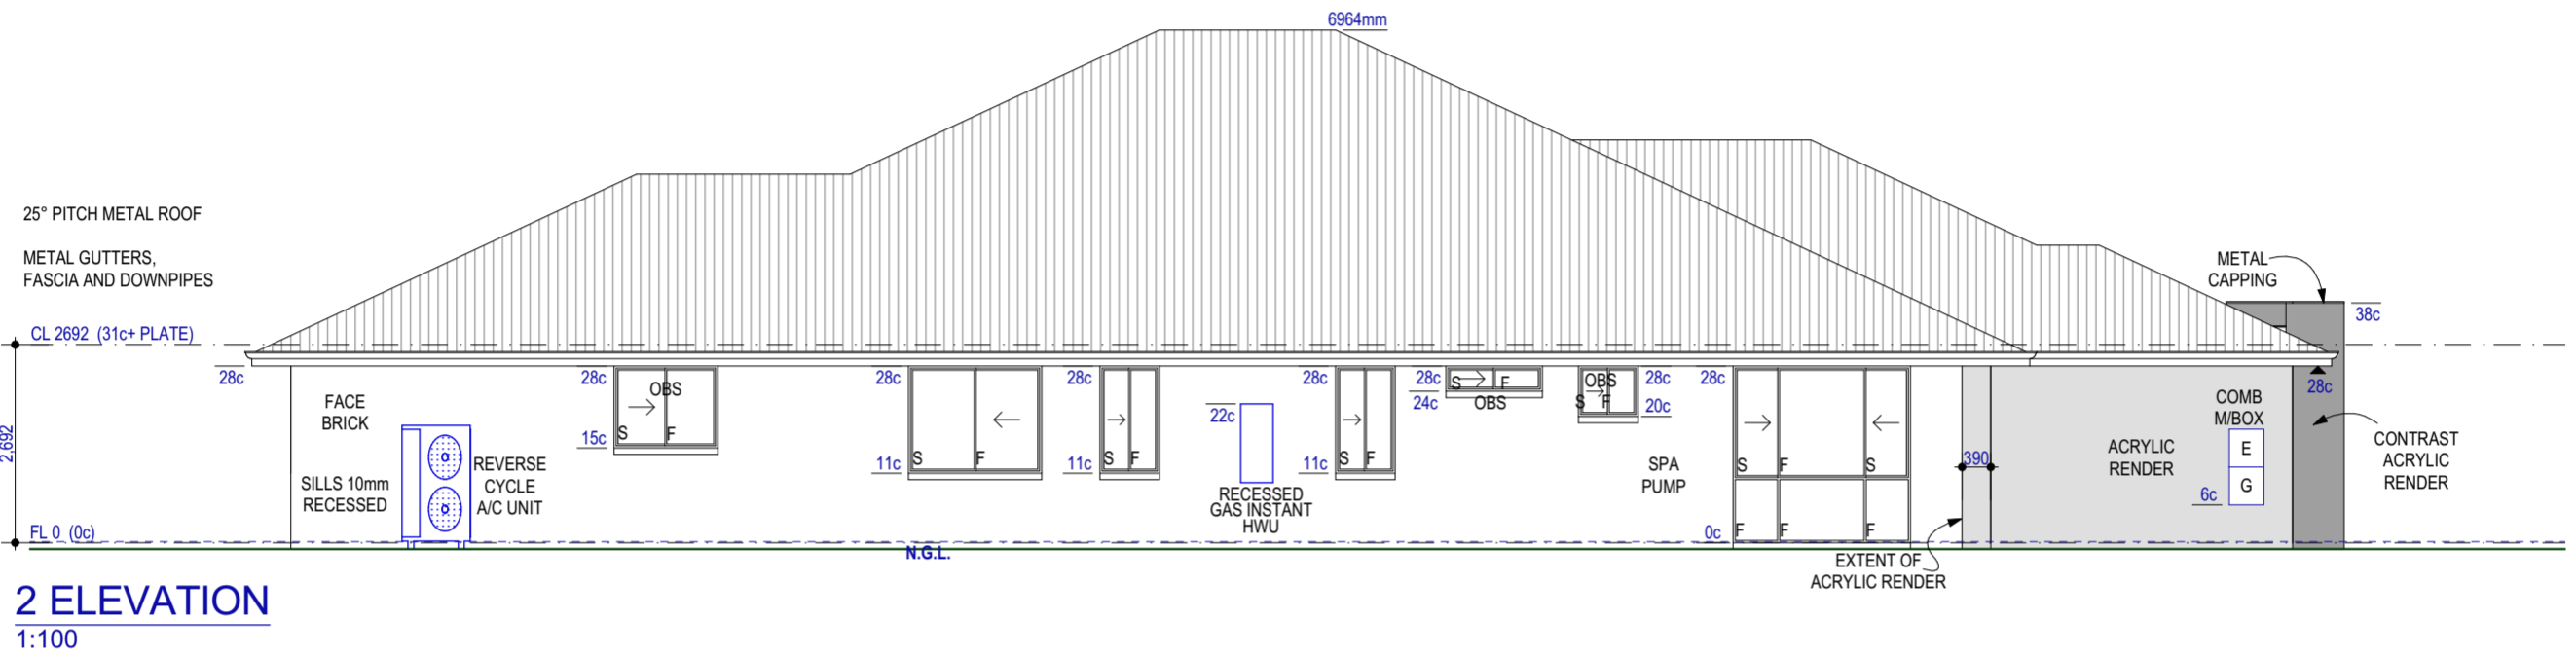 6964mm
25° PITCH METAL ROOF
METAL GUTTERS,
FASCIA AND DOWNPIPES
METAL
CAPPING
38c
CL 2692 (31c+ PLATE)
28c
28c
28c
28c
28c
28c
28c
28c
28c
OBS
S
F
15c
FACE
BRICK
SILLS 10mm
RECESSED
REVERSE
CYCLE
A/C UNIT
11c
S
F
11c
S
F
22c
RECESSED
GAS INSTANT
HWU
11c
S
F
24c
S
F
OBS
OBS
S
F
20c
SPA
PUMP
S
F
S
0c
F
F
F
390
EXTENT OF
ACRYLIC RENDER
ACRYLIC
RENDER
COMB
M/BOX
E
G
6c
CONTRAST
ACRYLIC
RENDER
2,692
FL 0 (0c)
N.G.L.
2 ELEVATION
1:100